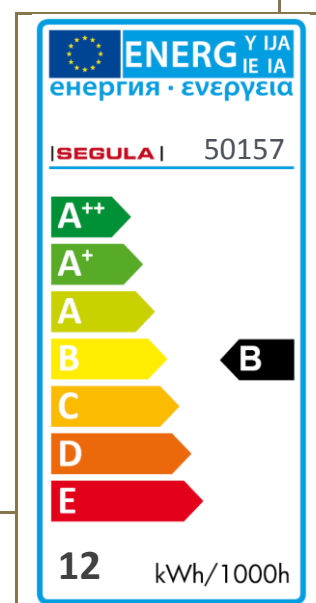 ENERG Y IJA
IE IA
енергия · ενεργεια
|SEGULA| 50157
A++
A+
A
B B
C
D
E
12 kWh/1000h